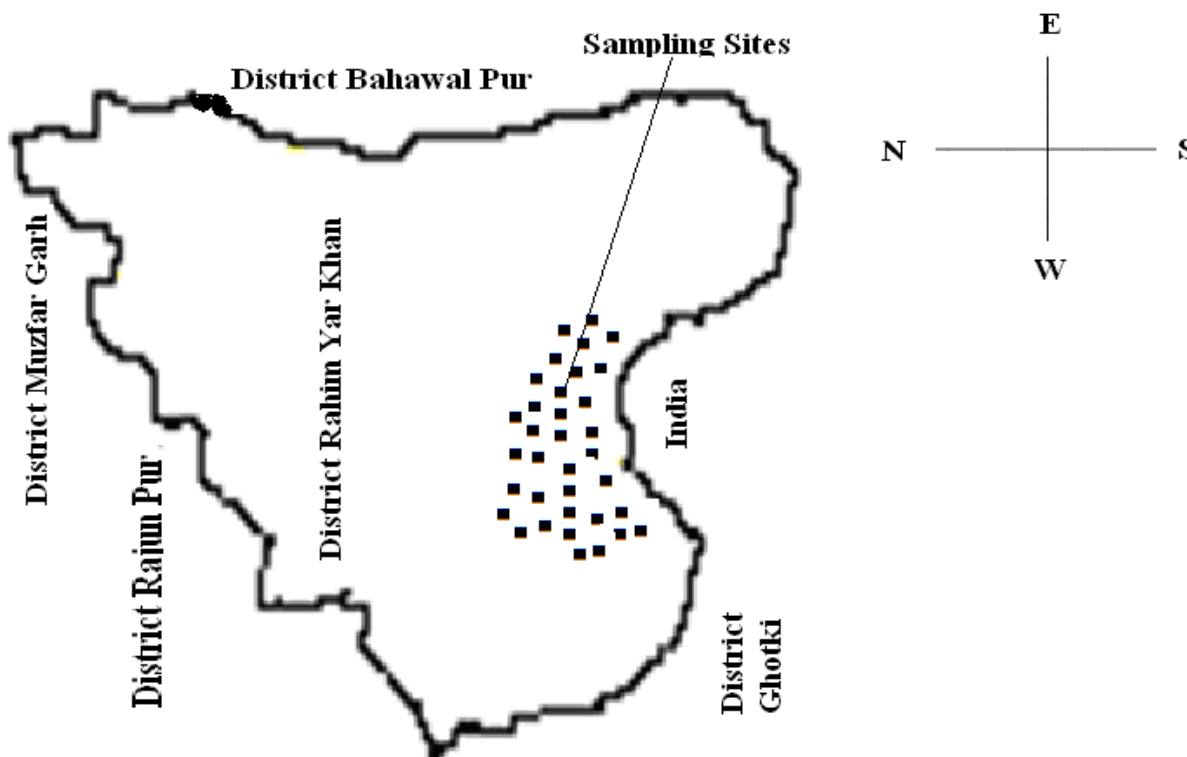 Sampling Sites
District Bahawal Pur
E
N
S
W
District Muzfar Garh
District Rahim Yar Khan
India
District Rajun Pur
District
Ghotki